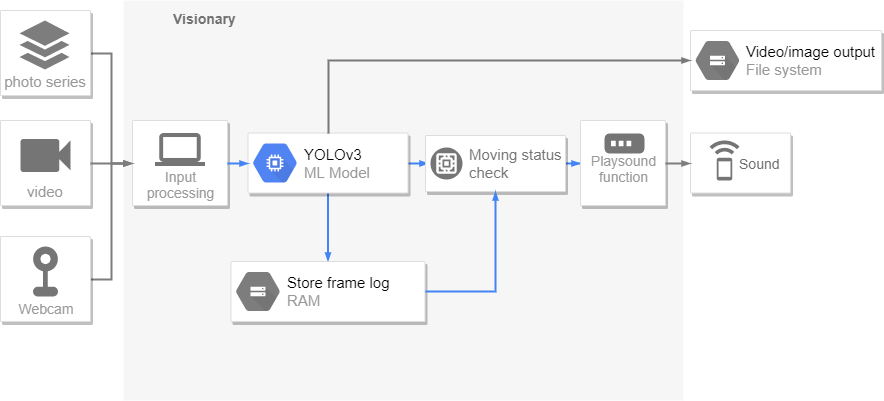 Visionary
photo series
video
Webcam
Input
processing
YOLOv3
ML Model
Store frame log
RAM
Moving status
check
Playsound
function
Video/image output
File system
Sound